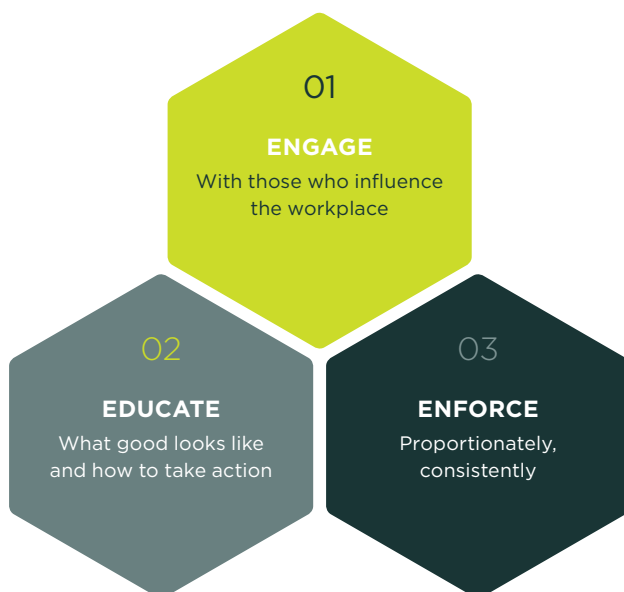 01
ENGAGE
With those who influence
the workplace
02
EDUCATE
What good looks like
and how to take action
03
ENFORCE
Proportionately,
consistently